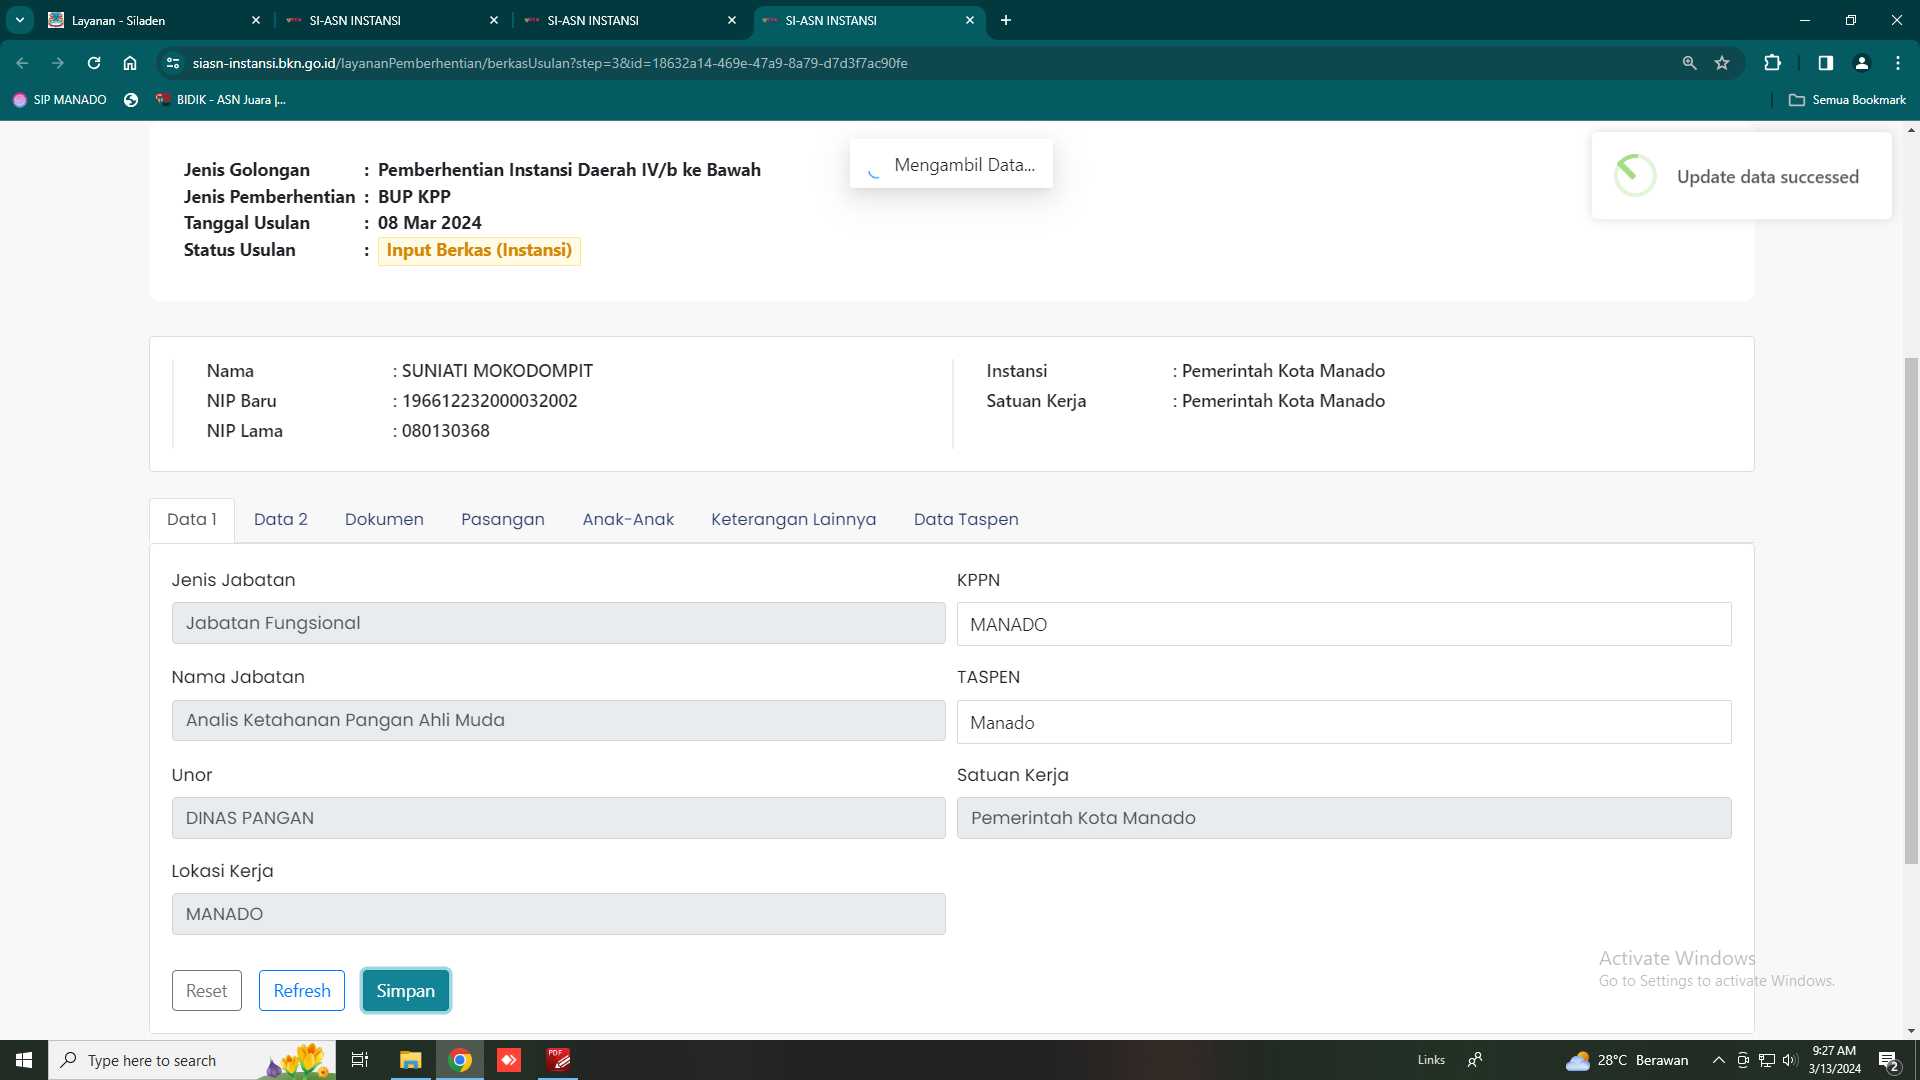 Layanan - Siladen
SI-ASN INSTANSI
SI-ASN INSTANSI
SI-ASN INSTANSI
siasn-instansi.bkn.go.id/layananPemberhentian/berkasUsulan?step=3&id=18632a14-469e-47a9-8a79-d7d3f7ac90fe
SIP MANADO
BIDIK - ASN Juara |...
Semua Bookmark
Mengambil Data...
Update data successed
Jenis Golongan : Pemberhentian Instansi Daerah IV/b ke Bawah
Jenis Pemberhentian : BUP KPP
Tanggal Usulan : 08 Mar 2024
Status Usulan : Input Berkas (Instansi)
Nama : SUNIATI MOKODOMPIT
NIP Baru : 196612232000032002
NIP Lama : 080130368
Instansi : Pemerintah Kota Manado
Satuan Kerja : Pemerintah Kota Manado
Data 1
Data 2
Dokumen
Pasangan
Anak-Anak
Keterangan Lainnya
Data Taspen
Jenis Jabatan
Jabatan Fungsional
KPPN
MANADO
Nama Jabatan
Analis Ketahanan Pangan Ahli Muda
TASPEN
Manado
Unor
DINAS PANGAN
Satuan Kerja
Pemerintah Kota Manado
Lokasi Kerja
MANADO
Reset
Refresh
Simpan
Activate Windows
Go to Settings to activate Windows.
Type here to search
PDF
Links
28°C Berawan
9:27 AM
3/13/2024
2